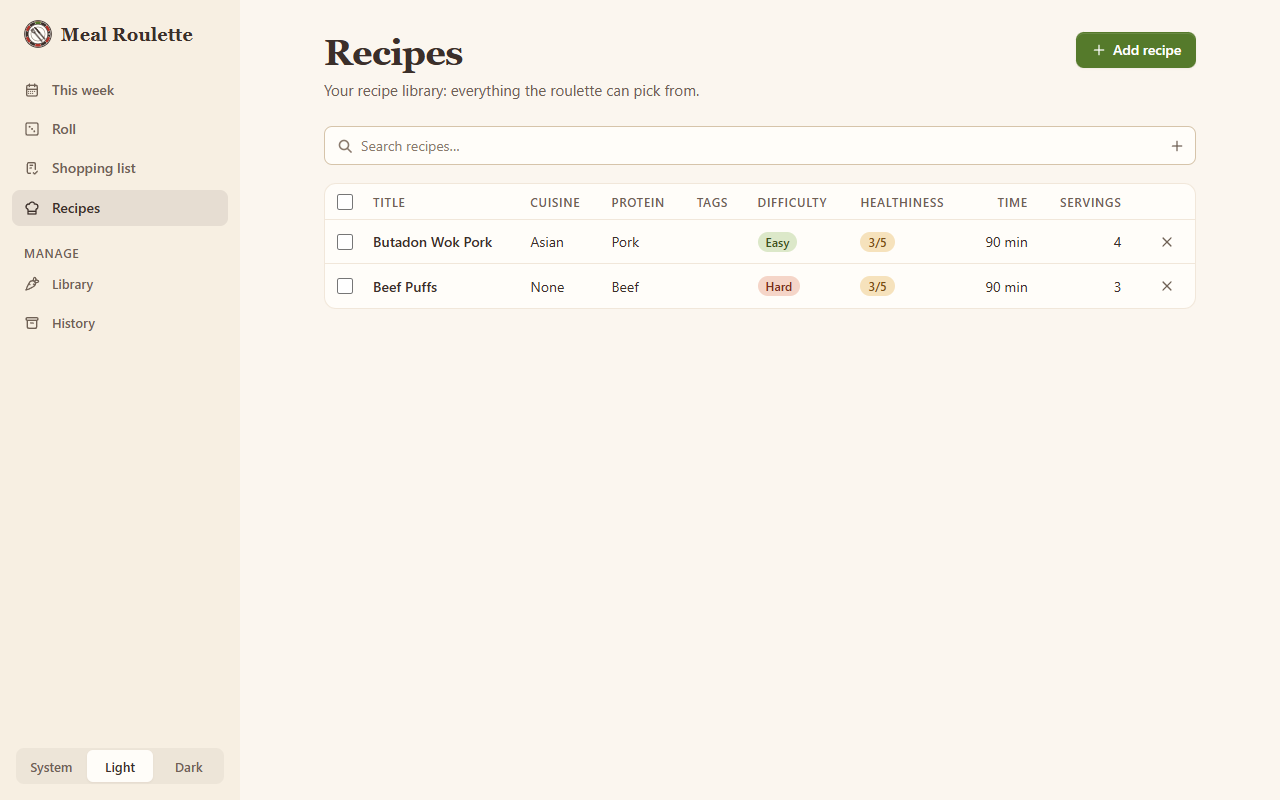 Meal Roulette
This week
Roll
Shopping list
Recipes
MANAGE
Library
History
System Light Dark
Recipes
Add recipe
Your recipe library: everything the roulette can pick from.
Search recipes...
TITLE CUISINE PROTEIN TAGS DIFFICULTY HEALTHINESS TIME SERVINGS
Butadon Wok Pork Asian Pork Easy 3/5 90 min 4
Beef Puffs None Beef Hard 3/5 90 min 3